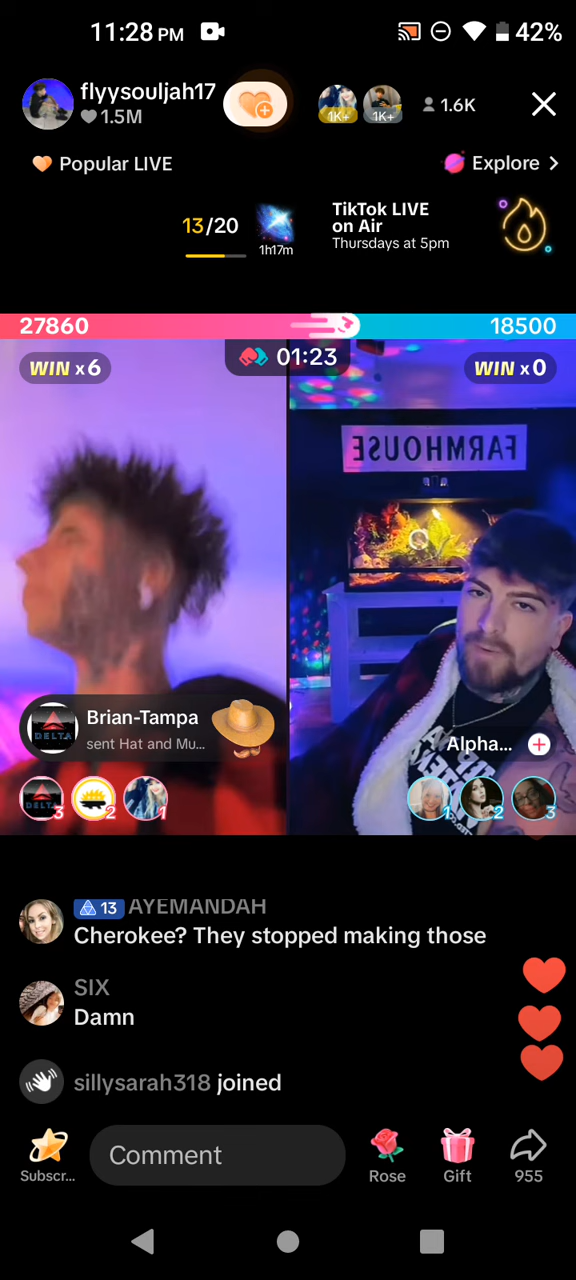 11:28 PM
42%
flyysouljah17
1.5M
1K+
1K+
1.6K
Popular LIVE
Explore >
13/20
1h17m
TikTok LIVE
on Air
Thursdays at 5pm
27860
18500
WIN x6
01:23
WIN x0
FARMHOUSE
Brian-Tampa
sent Hat and Mu...
DELTA
Alpha...
DELTA
3
2
1
1
2
3
13 AYEMANDAH
Cherokee? They stopped making those
SIX
Damn
sillysarah318 joined
Subscr...
Comment
Rose
Gift
955